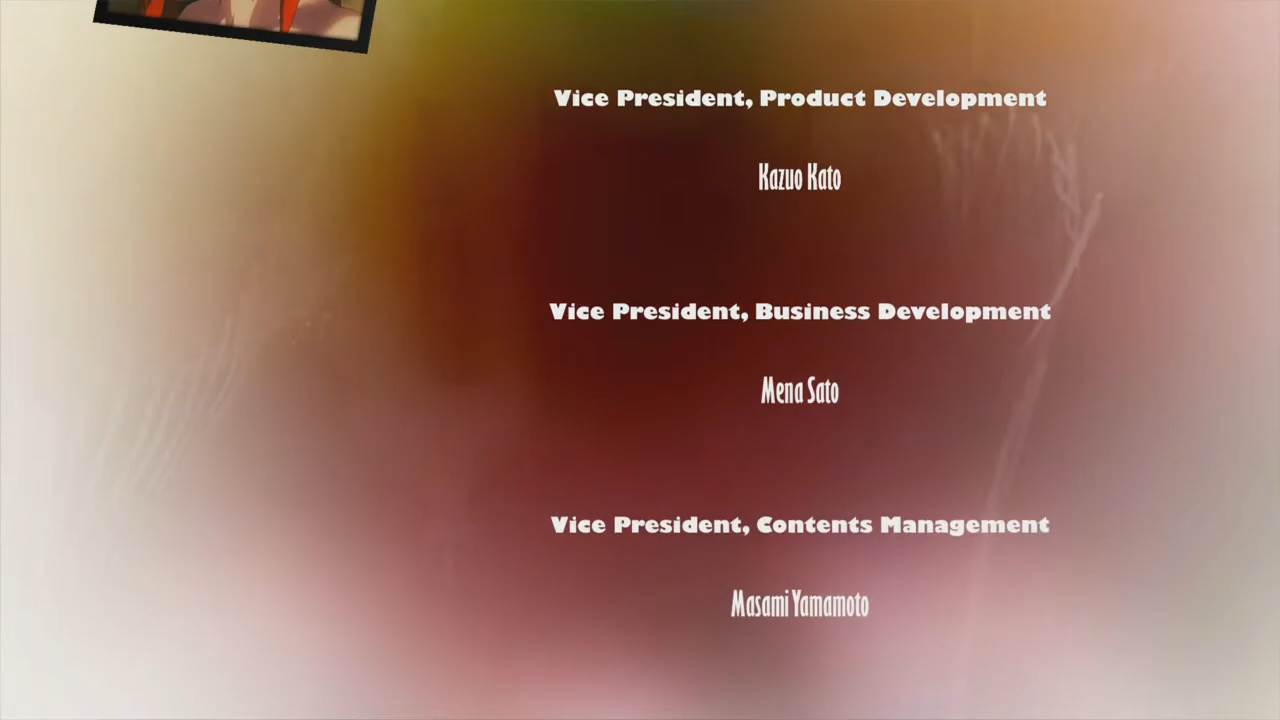 Vice President, Product Development
Kazuo Kato
Vice President, Business Development
Mena Sato
Vice President, Contents Management
Masami Yamamoto